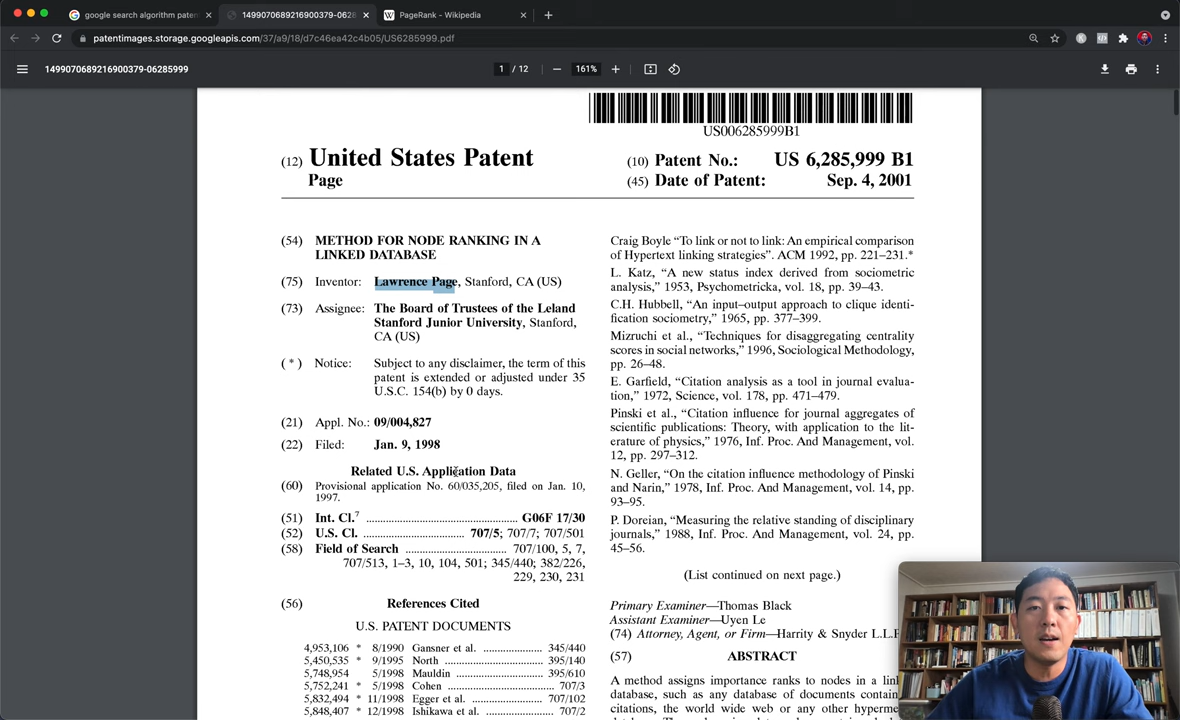 google search algorithm paten
1499070689216900379-0628
PageRank - Wikipedia
patentimages.storage.googleapis.com/37/a9/18/d7c46ea42c4b05/US6285999.pdf
1499070689216900379-06285999
1 / 12
161%
US006285999B1
(12) United States Patent
Page
(10) Patent No.: US 6,285,999 B1
(45) Date of Patent: Sep. 4, 2001
(54) METHOD FOR NODE RANKING IN A
LINKED DATABASE
(75) Inventor: Lawrence Page, Stanford, CA (US)
(73) Assignee: The Board of Trustees of the Leland
Stanford Junior University, Stanford,
CA (US)
( * ) Notice: Subject to any disclaimer, the term of this
patent is extended or adjusted under 35
U.S.C. 154(b) by 0 days.
(21) Appl. No.: 09/004,827
(22) Filed: Jan. 9, 1998
Related U.S. Application Data
(60) Provisional application No. 60/035,205, filed on Jan. 10,
1997.
(51) Int. Cl.7 ........................................ G06F 17/30
(52) U.S. Cl. .......................... 707/5; 707/7; 707/501
(58) Field of Search .......................... 707/100, 5, 7,
707/513, 1–3, 10, 104, 501; 345/440; 382/226,
229, 230, 231
(56) References Cited
U.S. PATENT DOCUMENTS
4,953,106 * 8/1990 Gansner et al. ............... 345/440
5,450,535 * 9/1995 North ........................... 395/140
5,748,954 5/1998 Mauldin ........................ 395/610
5,752,241 * 5/1998 Cohen ............................ 707/3
5,832,494 * 11/1998 Egger et al. .................. 707/102
5,848,407 * 12/1998 Ishikawa et al. ............... 707/2
Craig Boyle “To link or not to link: An empirical comparison
of Hypertext linking strategies”. ACM 1992, pp. 221–231.*
L. Katz, “A new status index derived from sociometric
analysis,” 1953, Psychometricka, vol. 18, pp. 39–43.
C.H. Hubbell, “An input–output approach to clique identi-
fication sociometry,” 1965, pp. 377–399.
Mizruchi et al., “Techniques for disaggregating centrality
scores in social networks,” 1996, Sociological Methodology,
pp. 26–48.
E. Garfield, “Citation analysis as a tool in journal evalua-
tion,” 1972, Science, vol. 178, pp. 471–479.
Pinski et al., “Citation influence for journal aggregates of
scientific publications: Theory, with application to the lit-
erature of physics,” 1976, Inf. Proc. And Management, vol.
12, pp. 297–312.
N. Geller, “On the citation influence methodology of Pinski
and Narin,” 1978, Inf. Proc. And Management, vol. 14, pp.
93–95.
P. Doreian, “Measuring the relative standing of disciplinary
journals,” 1988, Inf. Proc. And Management, vol. 24, pp.
45–56.
(List continued on next page.)
Primary Examiner—Thomas Black
Assistant Examiner—Uyen Le
(74) Attorney, Agent, or Firm—Harrity & Snyder L.L.P
(57) ABSTRACT
A method assigns importance ranks to nodes in a link
database, such as any database of documents contain
citations, the world wide web or any other hyperme